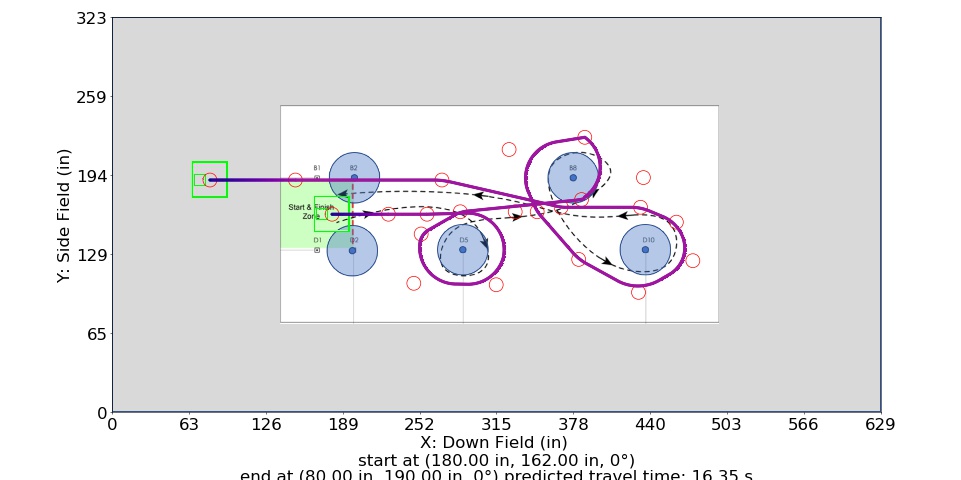 323
259
194
129
65
0
Y: Side Field (in)
B1
B2
B8
Start & Finish
Zone
D1
D2
D5
D10
0
63
126
189
252
315
378
440
503
566
629
X: Down Field (in)
start at (180.00 in, 162.00 in, 0°)
end at (80.00 in, 190.00 in, 0°) predicted travel time: 16.35 s